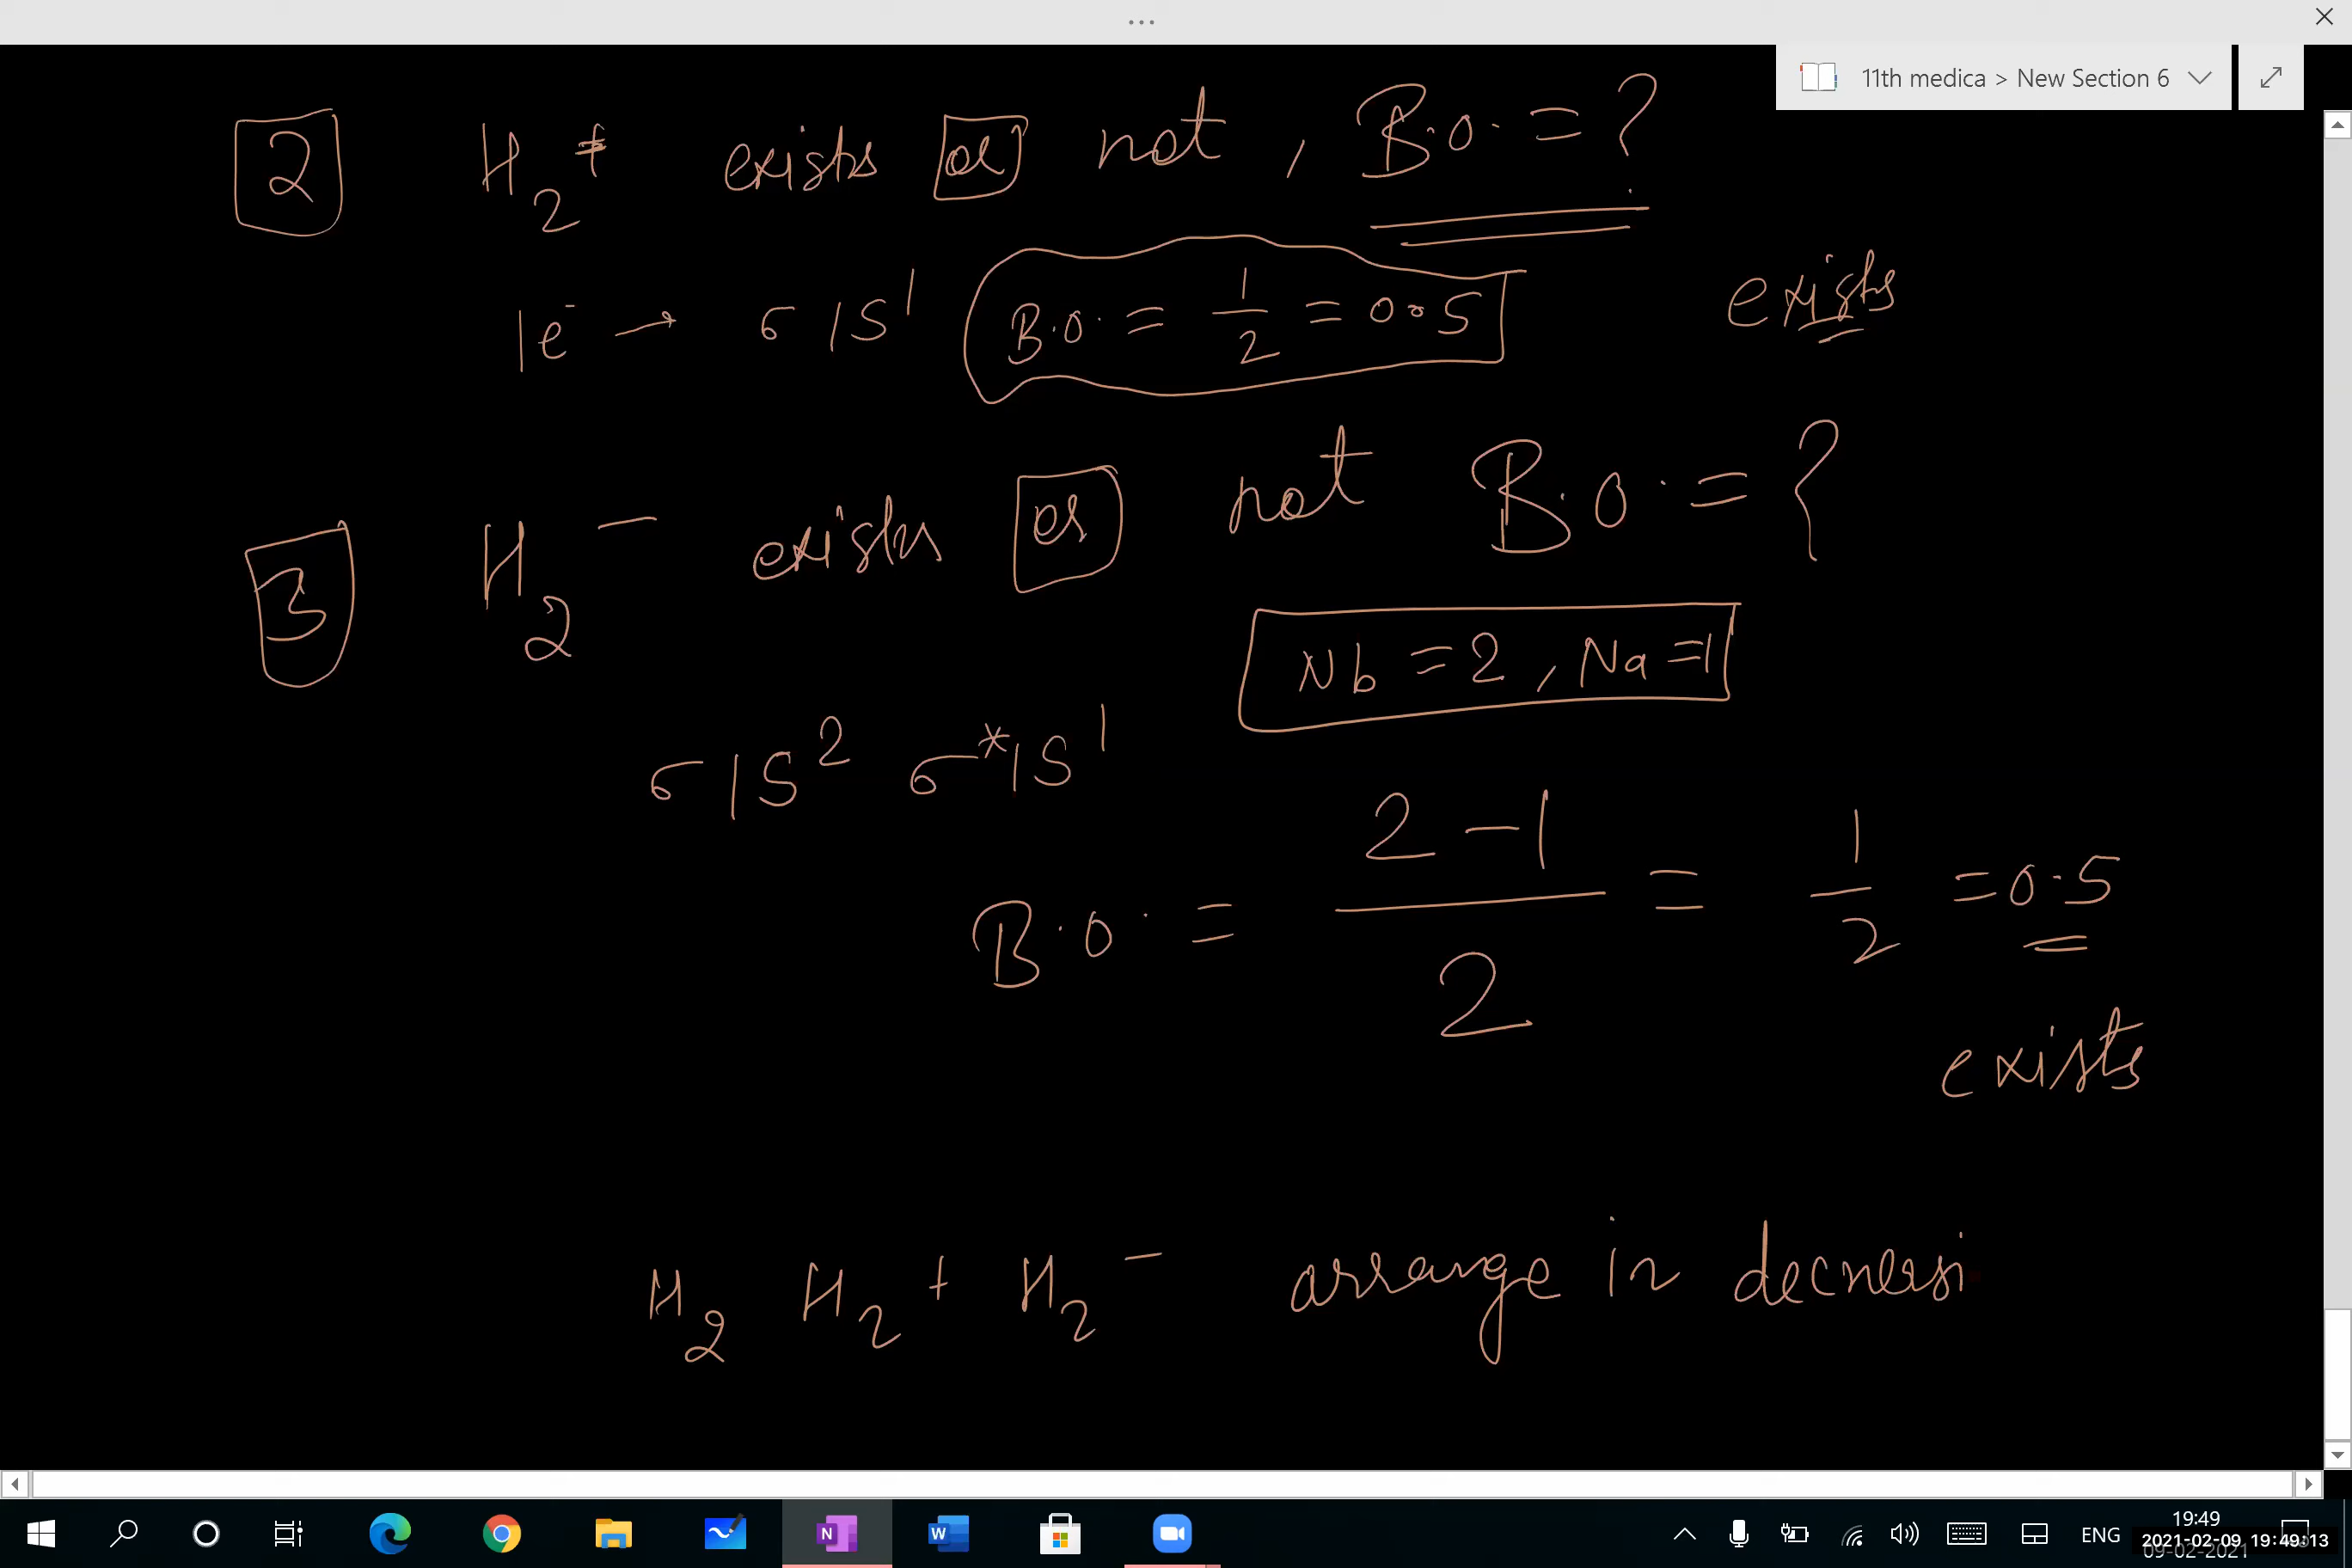 11th medica > New Section 6
2 H₂⁺ exists or not, B.O. = ?
1e⁻ → σ1s¹ B.O. = 1/2 = 0.5 exists
3 H₂⁻ exists or not B.O. = ?
Nb = 2, Na = 1
σ1s² σ*1s¹
B.O. = 2-1/2 = 1/2 = 0.5
exists
H₂ H₂⁺ H₂⁻ arrange in decreasi
19:49
ENG
2021-02-09 19:49:13
09-02-2021